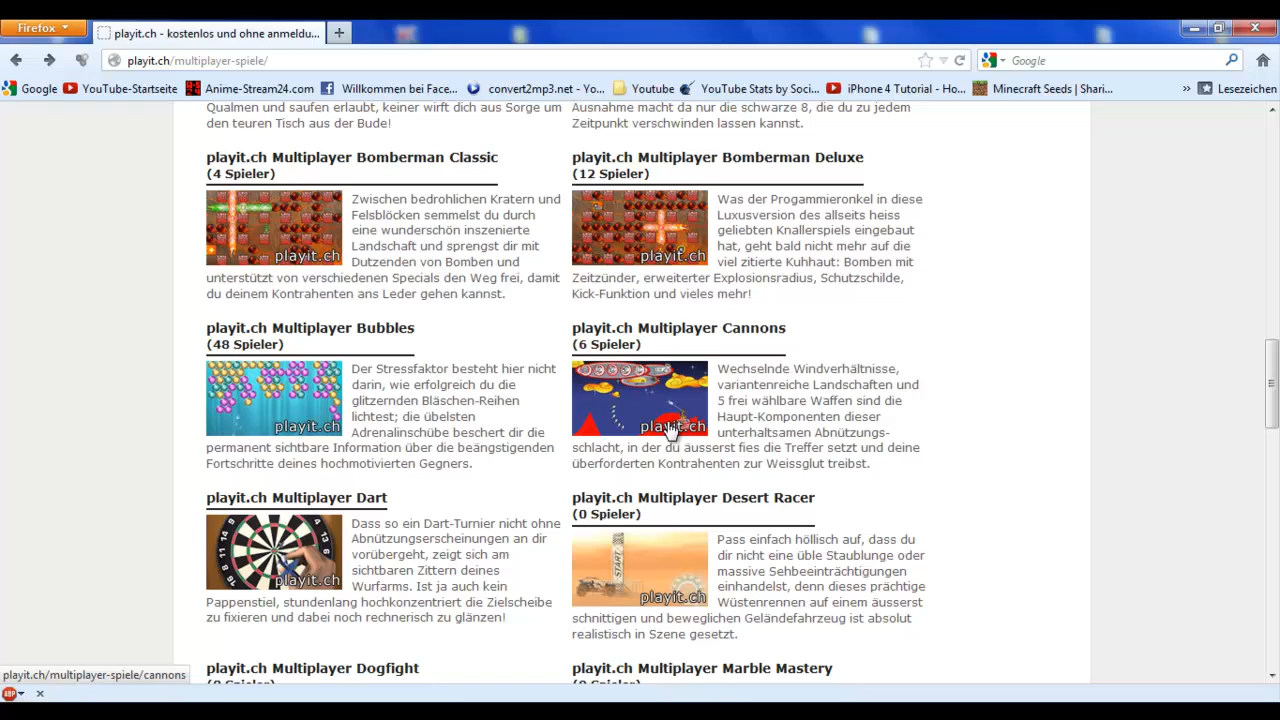 Firefox
playit.ch - kostenlos und ohne anmeldu...
playit.ch/multiplayer-spiele/
Google
Google
YouTube-Startseite
Anime-Stream24.com
Willkommen bei Face...
convert2mp3.net - Yo...
Youtube
YouTube Stats by Soci...
iPhone 4 Tutorial - Ho...
Minecraft Seeds | Shari...
»
Lesezeichen
Qualmen und saufen erlaubt, keiner wirft dich aus Sorge um
den teuren Tisch aus der Bude!
Ausnahme macht da nur die schwarze 8, die du zu jedem
Zeitpunkt verschwinden lassen kannst.
playit.ch Multiplayer Bomberman Classic
(4 Spieler)
playit.ch
Zwischen bedrohlichen Kratern und
Felsblöcken semmelst du durch
eine wunderschön inszenierte
Landschaft und sprengst dir mit
Dutzenden von Bomben und
unterstützt von verschiedenen Specials den Weg frei, damit
du deinem Kontrahenten ans Leder gehen kannst.
playit.ch Multiplayer Bomberman Deluxe
(12 Spieler)
playit.ch
Was der Progammieronkel in diese
Luxusversion des allseits heiss
geliebten Knallerspiels eingebaut
hat, geht bald nicht mehr auf die
viel zitierte Kuhhaut: Bomben mit
Zeitzünder, erweiterter Explosionsradius, Schutzschilde,
Kick-Funktion und vieles mehr!
playit.ch Multiplayer Bubbles
(48 Spieler)
playit.ch
Der Stressfaktor besteht hier nicht
darin, wie erfolgreich du die
glitzernden Bläschen-Reihen
lichtest; die übelsten
Adrenalinschübe beschert dir die
permanent sichtbare Information über die beängstigenden
Fortschritte deines hochmotivierten Gegners.
playit.ch Multiplayer Cannons
(6 Spieler)
playit.ch
Wechselnde Windverhältnisse,
variantenreiche Landschaften und
5 frei wählbare Waffen sind die
Haupt-Komponenten dieser
unterhaltsamen Abnützungs-
schlacht, in der du äusserst fies die Treffer setzt und deine
überforderten Kontrahenten zur Weissglut treibst.
playit.ch Multiplayer Dart
playit.ch
Dass so ein Dart-Turnier nicht ohne
Abnützungserscheinungen an dir
vorübergeht, zeigt sich am
sichtbaren Zittern deines
Wurfarms. Ist ja auch kein
Pappenstiel, stundenlang hochkonzentriert die Zielscheibe
zu fixieren und dabei noch rechnerisch zu glänzen!
playit.ch Multiplayer Desert Racer
(0 Spieler)
START
playit.ch
Pass einfach höllisch auf, dass du
dir nicht eine üble Staublunge oder
massive Sehbeeinträchtigungen
einhandelst, denn dieses prächtige
Wüstenrennen auf einem äusserst
schnittigen und beweglichen Geländefahrzeug ist absolut
realistisch in Szene gesetzt.
playit.ch Multiplayer Dogfight
playit.ch Multiplayer Marble Mastery
playit.ch/multiplayer-spiele/cannons
ABP